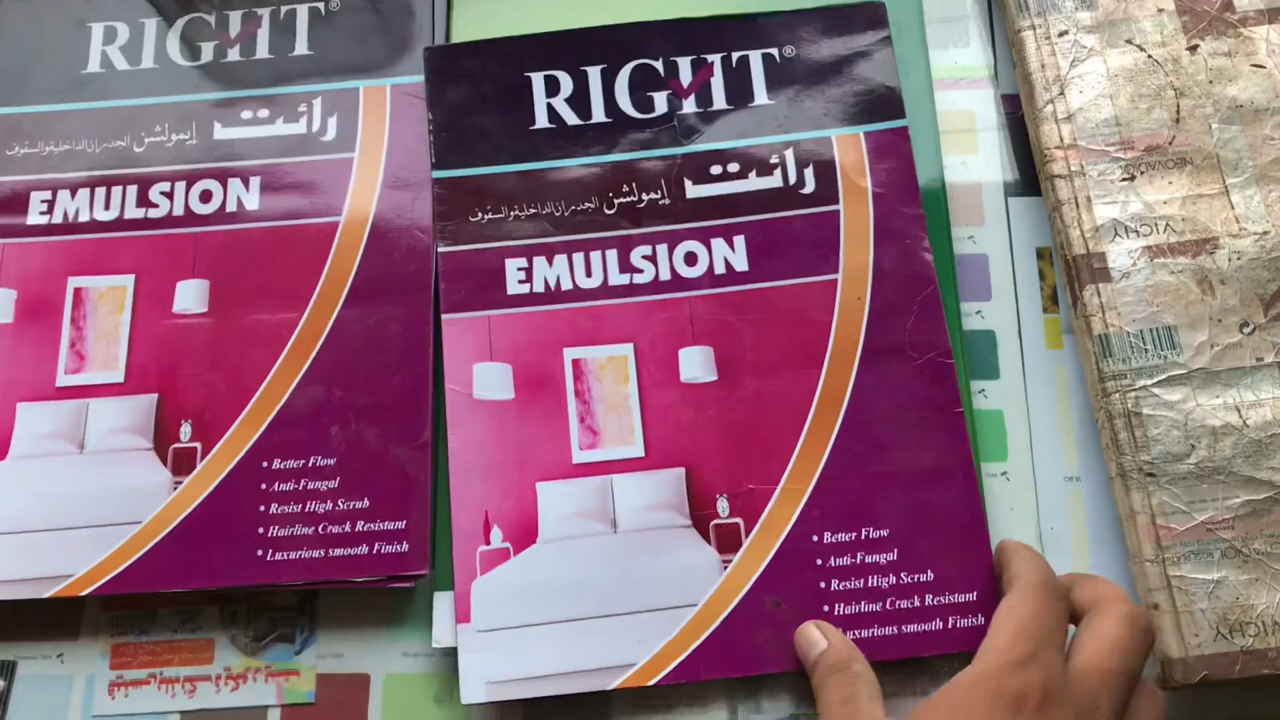 RIGHT®
رائت
إيمولشن الجدران الداخلية والسقوف
EMULSION
• Better Flow
• Anti-Fungal
• Resist High Scrub
• Hairline Crack Resistant
• Luxurious smooth Finish
RIGHT®
رائت
إيمولشن الجدران الداخلية والسقوف
EMULSION
• Better Flow
• Anti-Fungal
• Resist High Scrub
• Hairline Crack Resistant
uxurious smooth Finish
NEOVADIOL
VICHY
VICHY